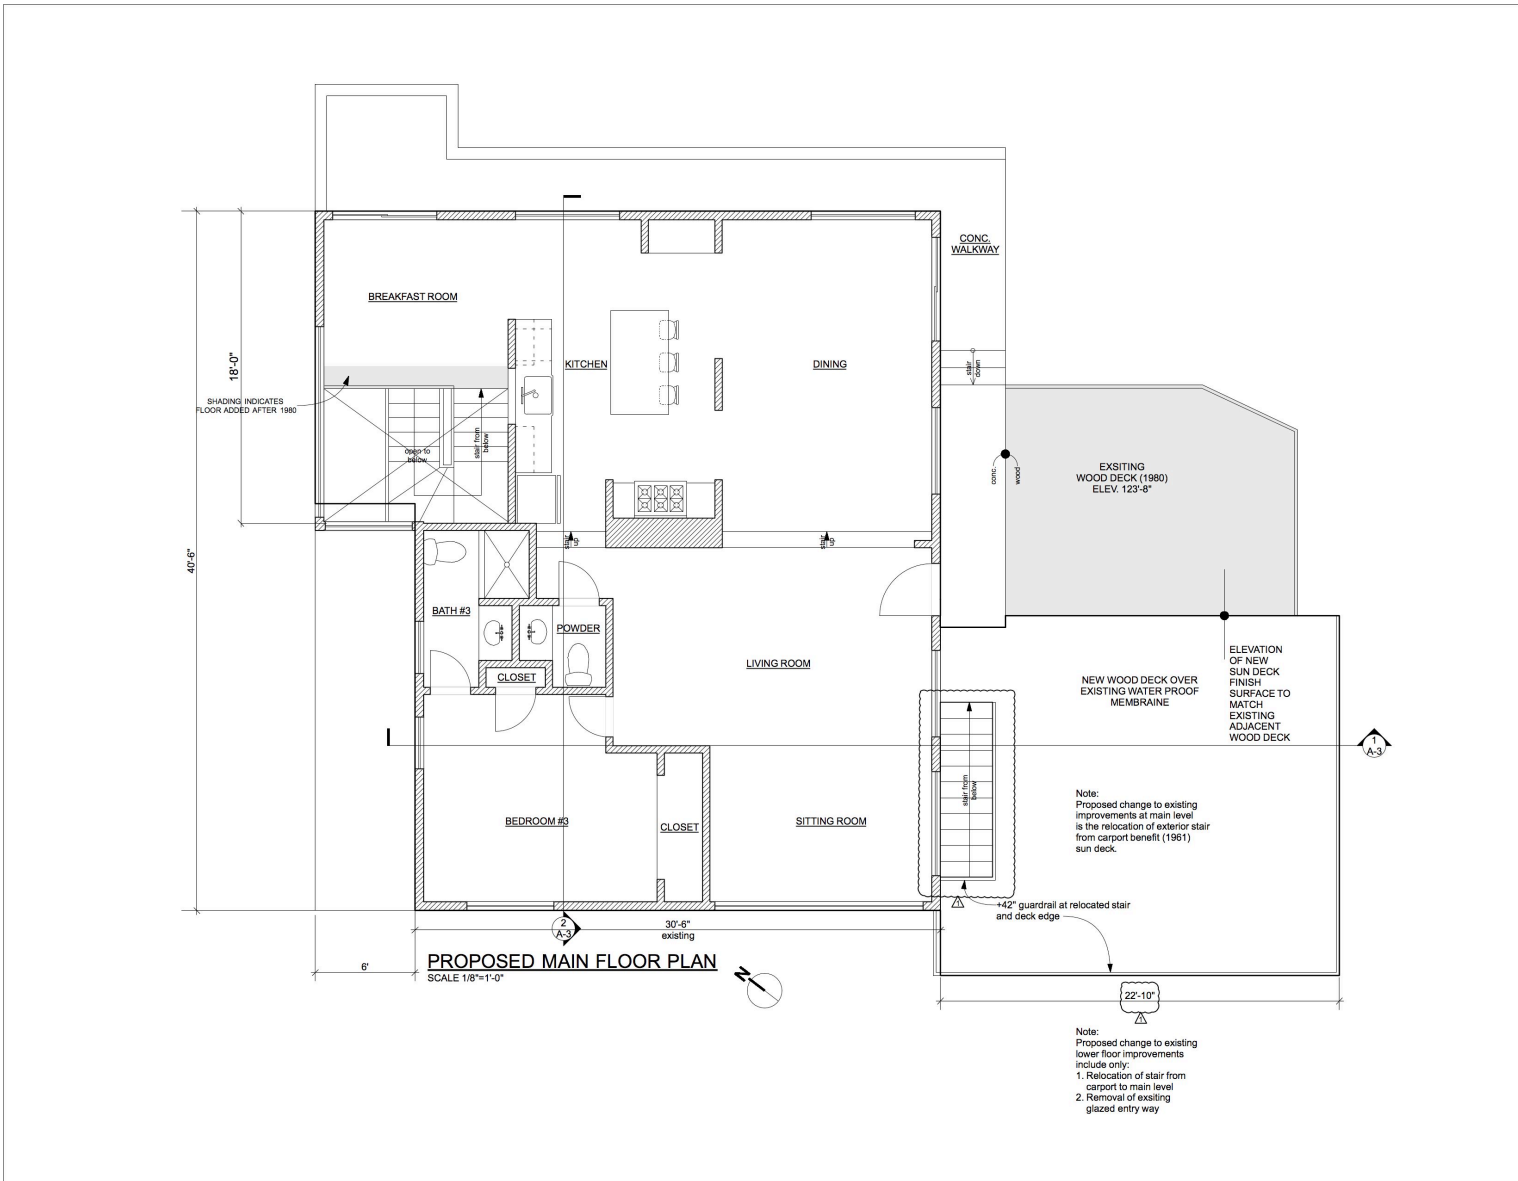 CONC.
WALKWAY
BREAKFAST ROOM
18'-0"
KITCHEN
DINING
stair
down
SHADING INDICATES
FLOOR ADDED AFTER 1980
open to
below
stair from
below
conc.
wood
EXSITING
WOOD DECK (1980)
ELEV. 123'-8"
40'-6"
stair
up
stair
up
BATH #3
POWDER
CLOSET
LIVING ROOM
NEW WOOD DECK OVER
EXISTING WATER PROOF
MEMBRAINE
ELEVATION
OF NEW
SUN DECK
FINISH
SURFACE TO
MATCH
EXISTING
ADJACENT
WOOD DECK
1
A-3
stair from
below
Note:
Proposed change to existing
improvements at main level
is the relocation of exterior stair
from carport benefit (1961)
sun deck.
BEDROOM #3
CLOSET
SITTING ROOM
1
+42" guardrail at relocated stair
and deck edge
2
A-3
30'-6"
existing
6'
PROPOSED MAIN FLOOR PLAN
SCALE 1/8"=1'-0"
N
22'-10"
1
Note:
Proposed change to existing
lower floor improvements
include only:
1. Relocation of stair from
carport to main level
2. Removal of exsiting
glazed entry way